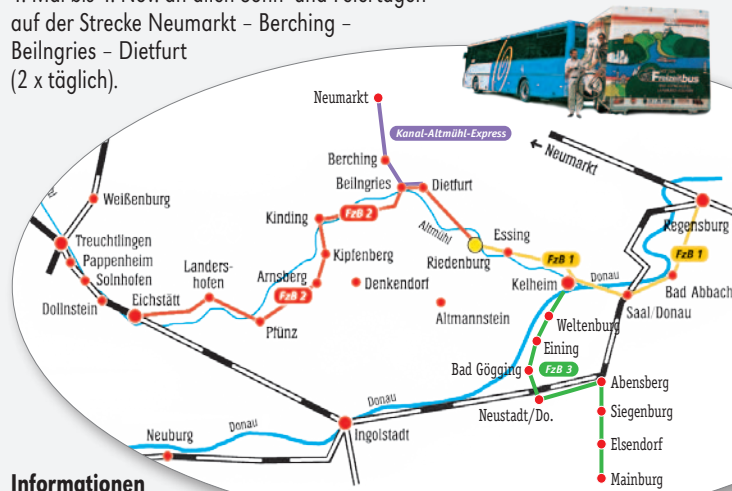 auf der Strecke Neumarkt – Berching –
Beilngries – Dietfurt
(2 x täglich).
Freizeitbus
Neumarkt
Kanal-Altmühl-Express
← Neumarkt
Berching
Beilngries
Dietfurt
Weißenburg
Kinding
FzB 2
Altmühl
Essing
Regensburg
Treuchtlingen
Pappenheim
Solnhofen
Landers-
hofen
Kipfenberg
Riedenburg
FzB 1
FzB 1
Arnsberg
Denkendorf
Kelheim
Donau
Bad Abbach
Dollnstein
Eichstätt
FzB 2
Altmannstein
Saal/Donau
Pfünz
Weltenburg
Eining
Bad Gögging
FzB 3
Abensberg
Donau
Neustadt/Do.
Siegenburg
Donau
Neuburg
Ingolstadt
Elsendorf
Mainburg
Informationen